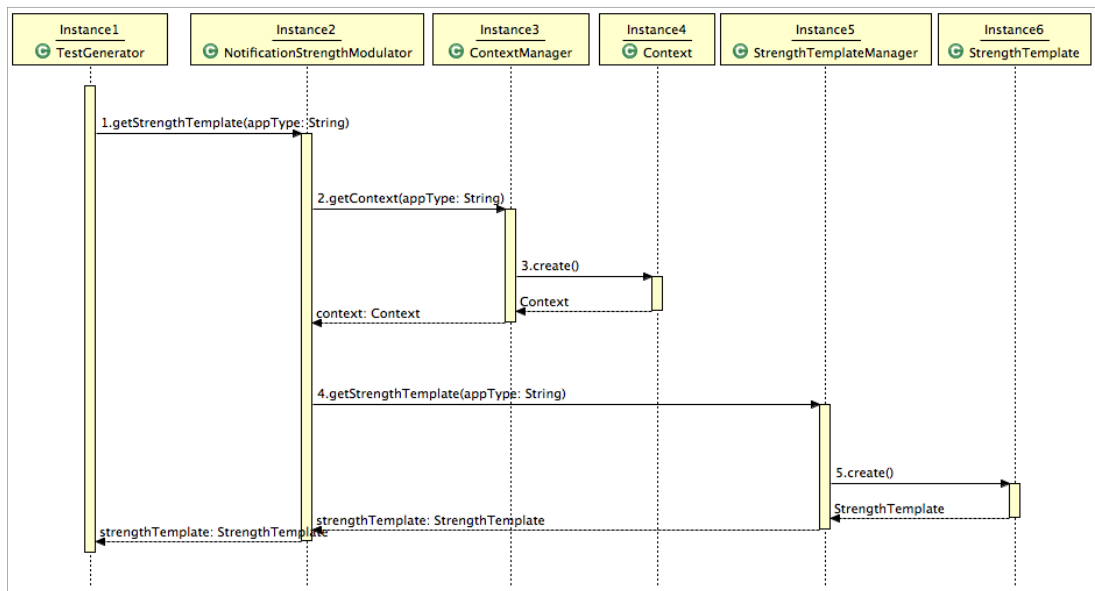 Instance1
C TestGenerator
Instance2
C NotificationStrengthModulator
Instance3
C ContextManager
Instance4
C Context
Instance5
C StrengthTemplateManager
Instance6
C StrengthTemplate
1.getStrengthTemplate(appType: String)
2.getContext(appType: String)
3.create()
Context
context: Context
4.getStrengthTemplate(appType: String)
5.create()
StrengthTemplate
strengthTemplate: StrengthTemplate
strengthTemplate: StrengthTemplate